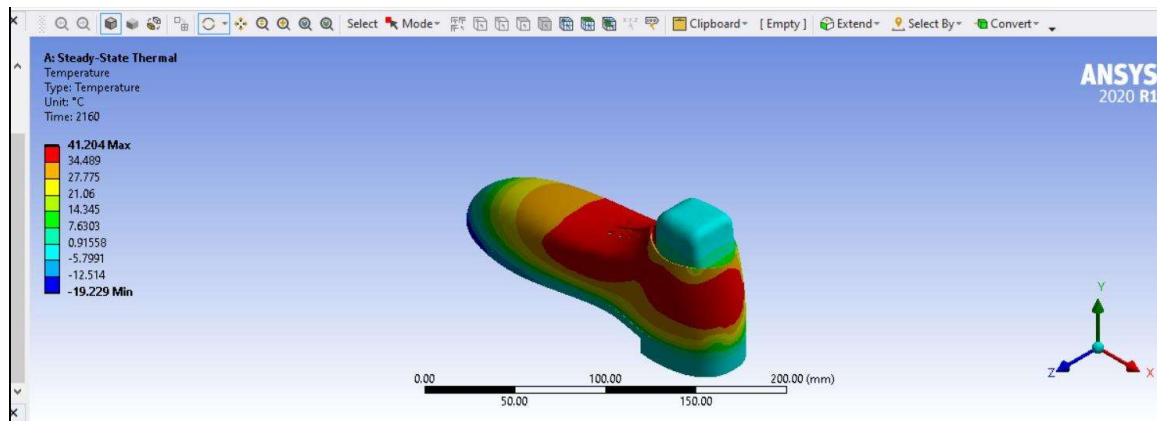 Select Mode Clipboard [ Empty ] Extend Select By Convert
A: Steady-State Thermal
Temperature
Type: Temperature
Unit: °C
Time: 2160
ANSYS
2020 R1
41.204 Max
34.489
27.775
21.06
14.345
7.6303
0.91558
-5.7991
-12.514
-19.229 Min
0.00 100.00 200.00 (mm)
50.00 150.00
Y
Z X